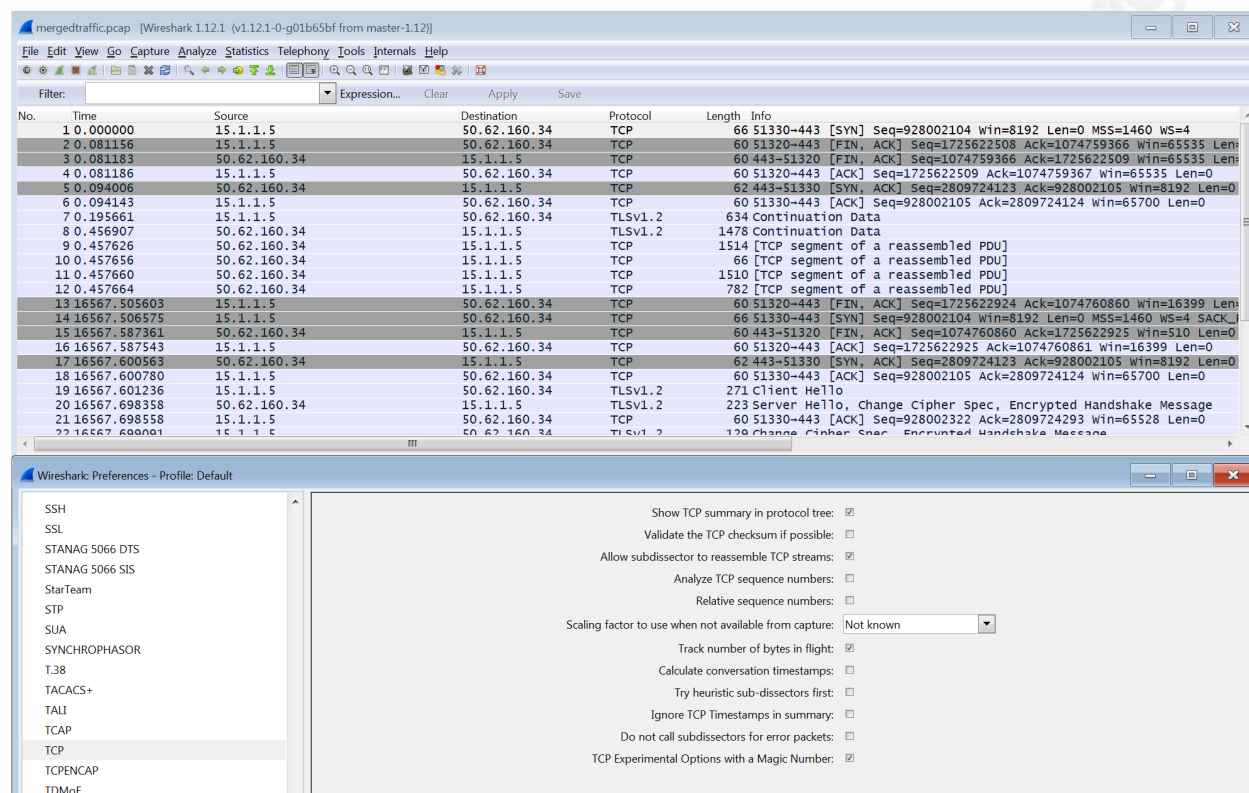 mergedtraffic.pcap [Wireshark 1.12.1 (v1.12.1-0-g01b65bf from master-1.12)]
File Edit View Go Capture Analyze Statistics Telephony Tools Internals Help
Filter: Expression... Clear Apply Save
No. Time Source Destination Protocol Length Info
1 0.000000 15.1.1.5 50.62.160.34 TCP 66 51330→443 [SYN] Seq=928002104 Win=8192 Len=0 MSS=1460 WS=4
2 0.081156 15.1.1.5 50.62.160.34 TCP 60 51320→443 [FIN, ACK] Seq=1725622508 Ack=1074759366 Win=65535 Len=
3 0.081183 50.62.160.34 15.1.1.5 TCP 60 443→51320 [FIN, ACK] Seq=1074759366 Ack=1725622509 Win=65535 Len=
4 0.081186 15.1.1.5 50.62.160.34 TCP 60 51320→443 [ACK] Seq=1725622509 Ack=1074759367 Win=65535 Len=0
5 0.094006 50.62.160.34 15.1.1.5 TCP 62 443→51330 [SYN, ACK] Seq=2809724123 Ack=928002105 Win=8192 Len=0
6 0.094143 15.1.1.5 50.62.160.34 TCP 60 51330→443 [ACK] Seq=928002105 Ack=2809724124 Win=65700 Len=0
7 0.195661 15.1.1.5 50.62.160.34 TLSv1.2 634 Continuation Data
8 0.456907 50.62.160.34 15.1.1.5 TLSv1.2 1478 Continuation Data
9 0.457626 50.62.160.34 15.1.1.5 TCP 1514 [TCP segment of a reassembled PDU]
10 0.457656 50.62.160.34 15.1.1.5 TCP 66 [TCP segment of a reassembled PDU]
11 0.457660 50.62.160.34 15.1.1.5 TCP 1510 [TCP segment of a reassembled PDU]
12 0.457664 50.62.160.34 15.1.1.5 TCP 782 [TCP segment of a reassembled PDU]
13 16567.505603 15.1.1.5 50.62.160.34 TCP 60 51320→443 [FIN, ACK] Seq=1725622924 Ack=1074760860 Win=16399 Len=
14 16567.506575 15.1.1.5 50.62.160.34 TCP 66 51330→443 [SYN] Seq=928002104 Win=8192 Len=0 MSS=1460 WS=4
15 16567.587361 50.62.160.34 15.1.1.5 TCP 60 443→51320 [FIN, ACK] Seq=1074760860 Ack=1725622925 Win=510 Len=0
16 16567.587543 15.1.1.5 50.62.160.34 TCP 60 51320→443 [ACK] Seq=1725622925 Ack=1074760861 Win=16399 Len=0
17 16567.600563 50.62.160.34 15.1.1.5 TCP 62 443→51330 [SYN, ACK] Seq=2809724123 Ack=928002105 Win=8192 Len=0
18 16567.600780 15.1.1.5 50.62.160.34 TCP 60 51330→443 [ACK] Seq=928002105 Ack=2809724124 Win=65700 Len=0
19 16567.601236 15.1.1.5 50.62.160.34 TLSv1.2 271 Client Hello
20 16567.698358 50.62.160.34 15.1.1.5 TLSv1.2 223 Server Hello, Change Cipher Spec, Encrypted Handshake Message
21 16567.698558 15.1.1.5 50.62.160.34 TCP 60 51330→443 [ACK] Seq=928002322 Ack=2809724293 Win=65528 Len=0
22 16567.699091 15.1.1.5 50.62.160.34 TLSv1.2 129 Change Cipher Spec, Encrypted Handshake Message
Wireshark: Preferences - Profile: Default
SSH
SSL
STANAG 5066 DTS
STANAG 5066 SIS
StarTeam
STP
SUA
SYNCHROPHASOR
T.38
TACACS+
TALI
TCAP
TCP
TCPENCAP
TDMoE
Show TCP summary in protocol tree:
Validate the TCP checksum if possible:
Allow subdissector to reassemble TCP streams:
Analyze TCP sequence numbers:
Relative sequence numbers:
Scaling factor to use when not available from capture: Not known
Track number of bytes in flight:
Calculate conversation timestamps:
Try heuristic sub-dissectors first:
Ignore TCP Timestamps in summary:
Do not call subdissectors for error packets:
TCP Experimental Options with a Magic Number: